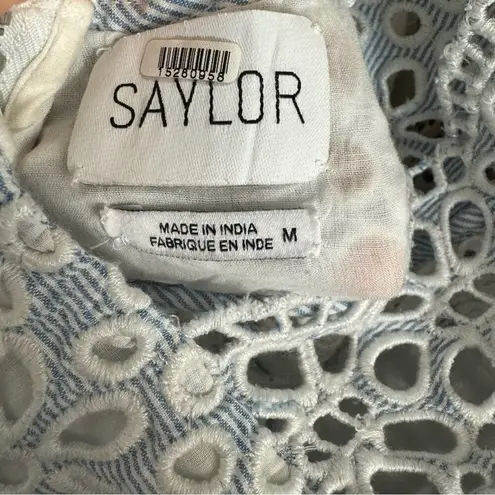 15280958
SAYLOR
MADE IN INDIA
FABRIQUE EN INDE M